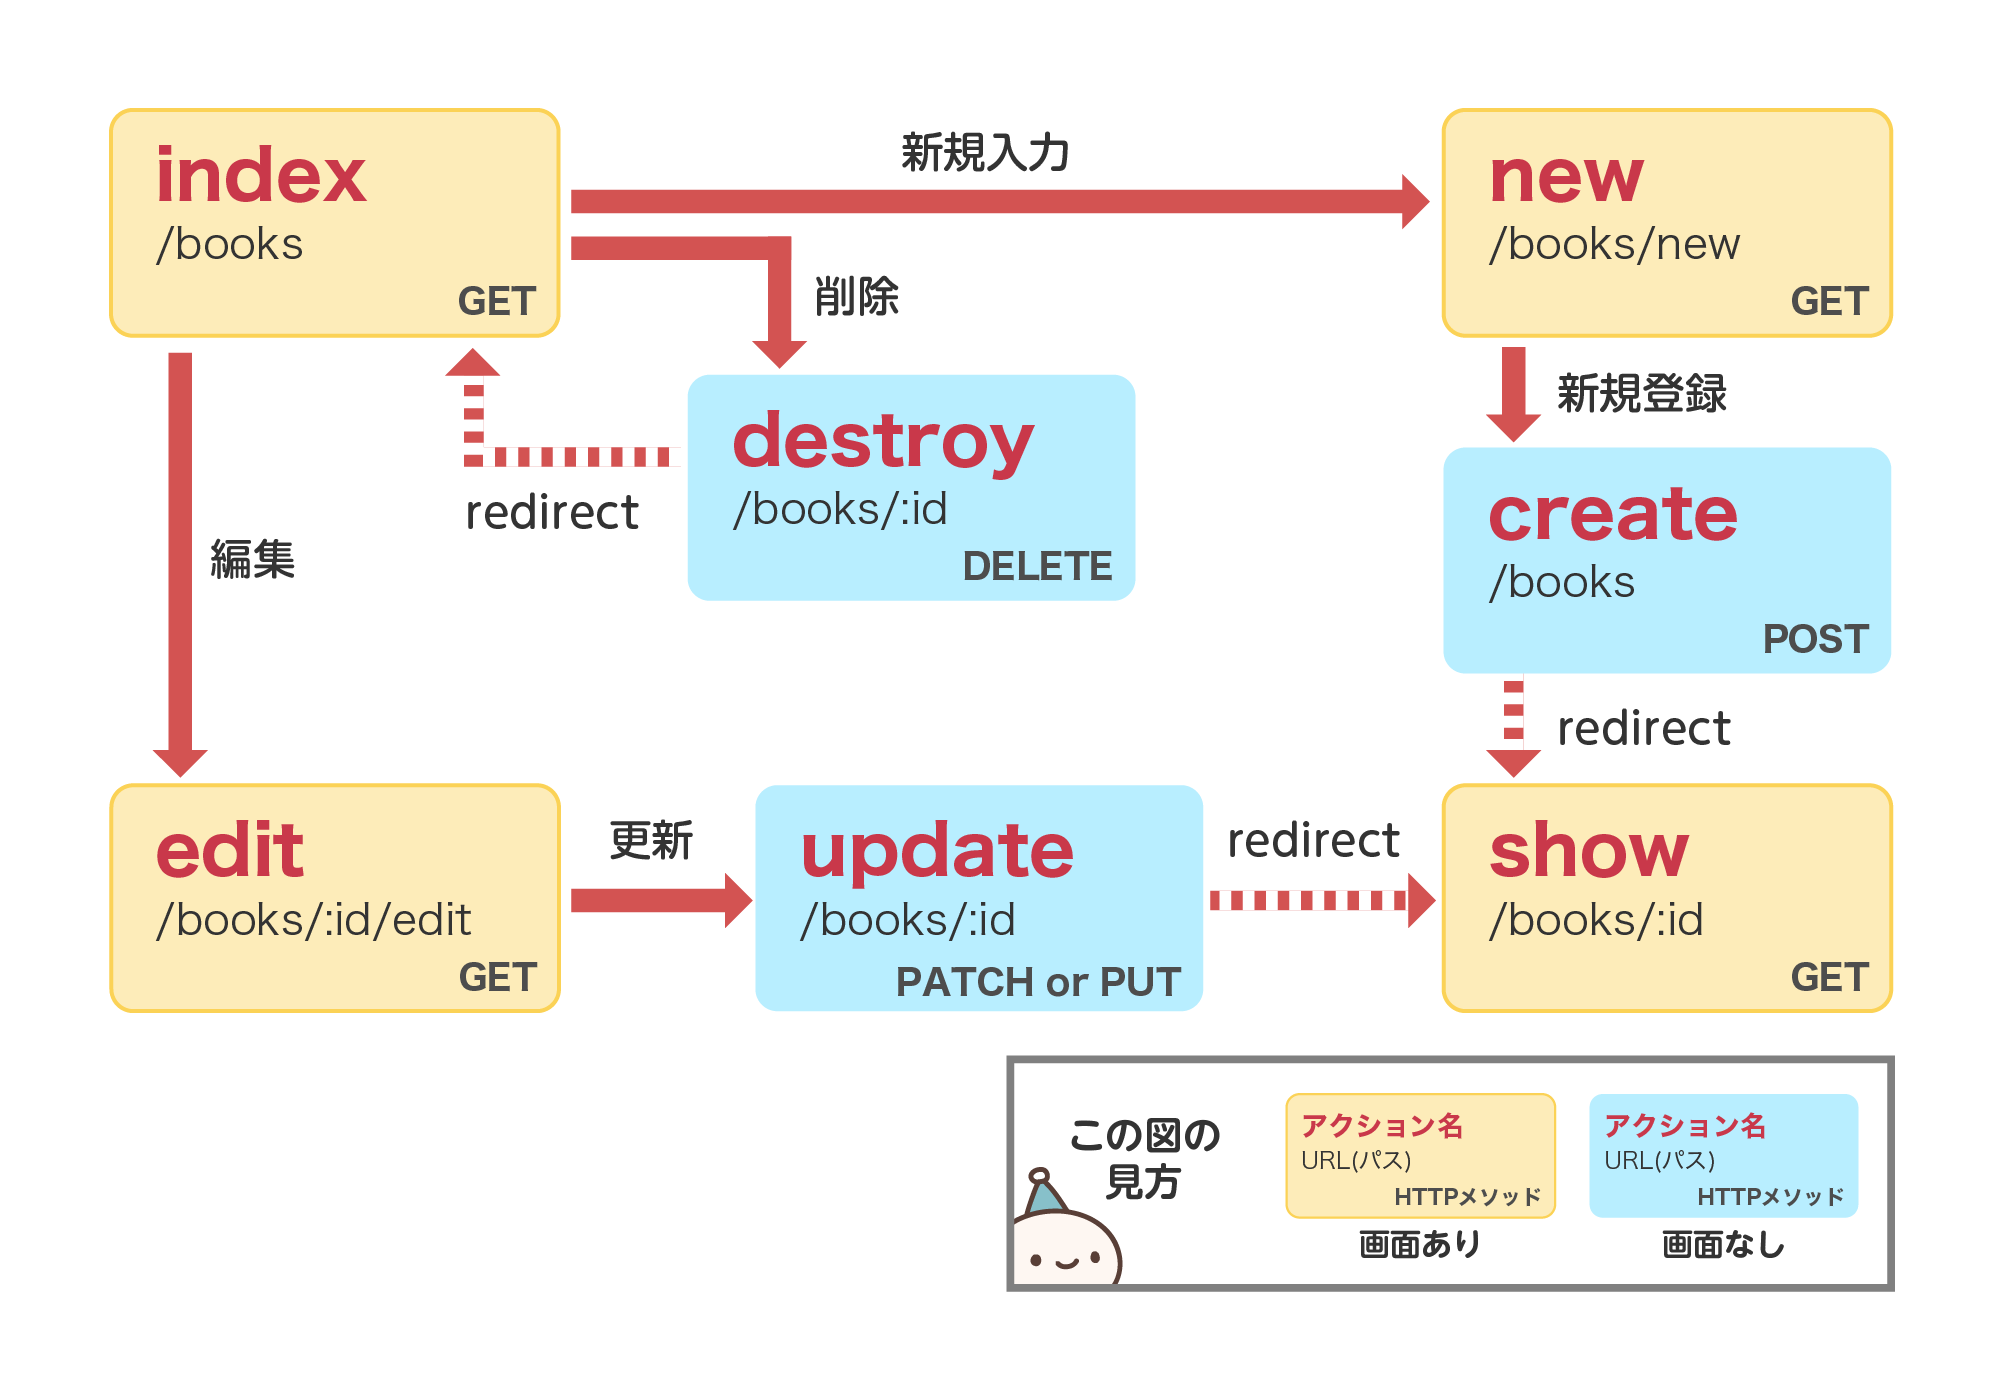 index
/books
GET
新規入力
new
/books/new
GET
削除
destroy
/books/:id
DELETE
redirect
新規登録
create
/books
POST
redirect
編集
edit
/books/:id/edit
GET
更新
update
/books/:id
PATCH or PUT
redirect
show
/books/:id
GET
この図の
見方
アクション名
URL(パス)
HTTPメソッド
画面あり
アクション名
URL(パス)
HTTPメソッド
画面なし